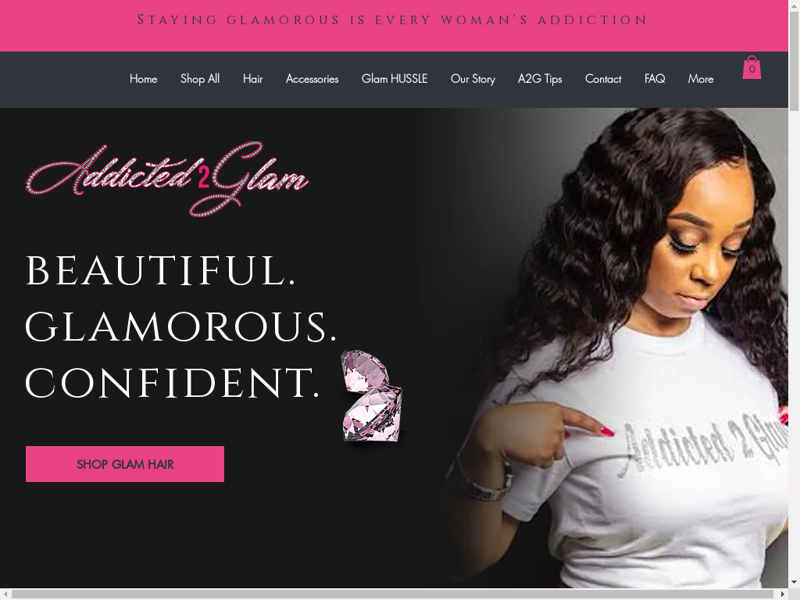 Staying glamorous is every woman's addiction
Home Shop All Hair Accessories Glam HUSSLE Our Story A2G Tips Contact FAQ More
0
Addicted 2 Glam
BEAUTIFUL.
GLAMOROUS.
CONFIDENT.
SHOP GLAM HAIR
Addicted 2 Glam